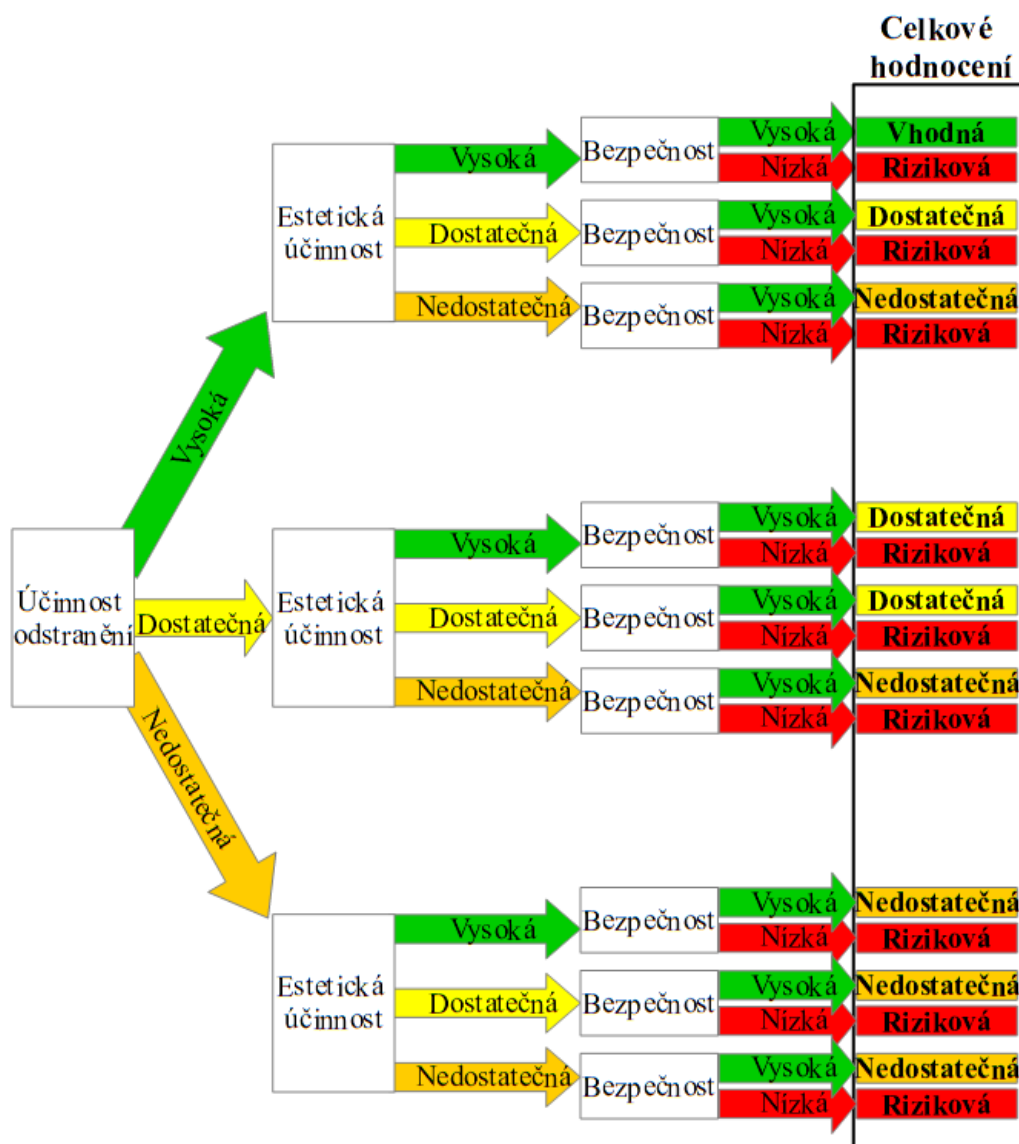 Celkové
hodnocení
Vysoká
Bezpečnost
Vysoká
Vhodná
Nízká
Riziková
Estetická
účinnost
Dostatečná
Bezpečnost
Vysoká
Dostatečná
Nízká
Riziková
Nedostatečná
Bezpečnost
Vysoká
Nedostatečná
Nízká
Riziková
Vysoká
Účinnost
odstranění
Dostatečná
Estetická
účinnost
Vysoká
Bezpečnost
Vysoká
Dostatečná
Nízká
Riziková
Dostatečná
Bezpečnost
Vysoká
Dostatečná
Nízká
Riziková
Nedostatečná
Bezpečnost
Vysoká
Nedostatečná
Nízká
Riziková
Nedostatečná
Estetická
účinnost
Vysoká
Bezpečnost
Vysoká
Nedostatečná
Nízká
Riziková
Dostatečná
Bezpečnost
Vysoká
Nedostatečná
Nízká
Riziková
Nedostatečná
Bezpečnost
Vysoká
Nedostatečná
Nízká
Riziková